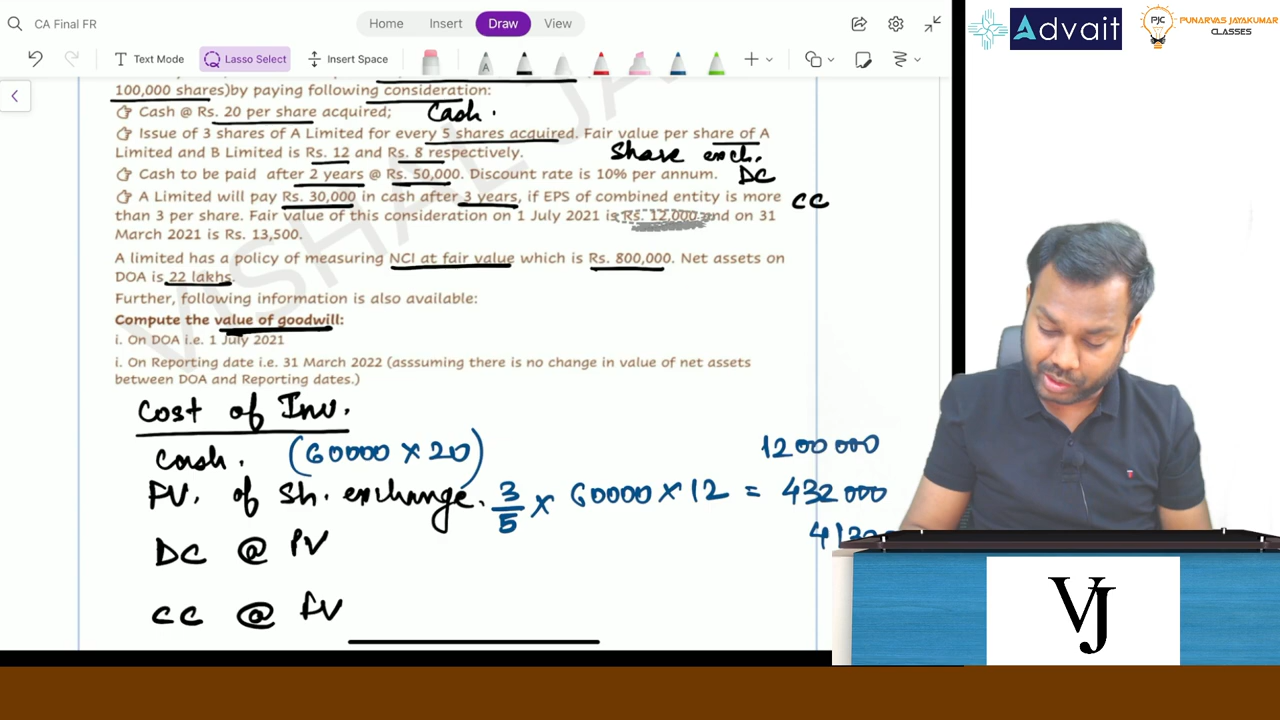 CA Final FR
Home Insert Draw View
Advait
PJC
PUNARVAS JAYAKUMAR
CLASSES
Text Mode Lasso Select Insert Space
100,000 shares)by paying following consideration:
Cash @ Rs. 20 per share acquired; Cash.
Issue of 3 shares of A Limited for every 5 shares acquired. Fair value per share of A
Limited and B Limited is Rs. 12 and Rs. 8 respectively. Share exch.
Cash to be paid after 2 years @ Rs. 50,000. Discount rate is 10% per annum. DC
A Limited will pay Rs. 30,000 in cash after 3 years, if EPS of combined entity is more CC
than 3 per share. Fair value of this consideration on 1 July 2021 is Rs. 12,000 and on 31
March 2021 is Rs. 13,500.
A limited has a policy of measuring NCI at fair value which is Rs. 800,000. Net assets on
DOA is 22 lakhs.
Further, following information is also available:
Compute the value of goodwill:
i. On DOA i.e. 1 July 2021
i. On Reporting date i.e. 31 March 2022 (asssuming there is no change in value of net assets
between DOA and Reporting dates.)
Cost of Inv.
Cash. (60000 × 20) 1200000
FV. of Sh. exchange. 3/5 × 60000 × 12 = 432000
DC @ PV
CC @ FV
VISHAL JA
VJ